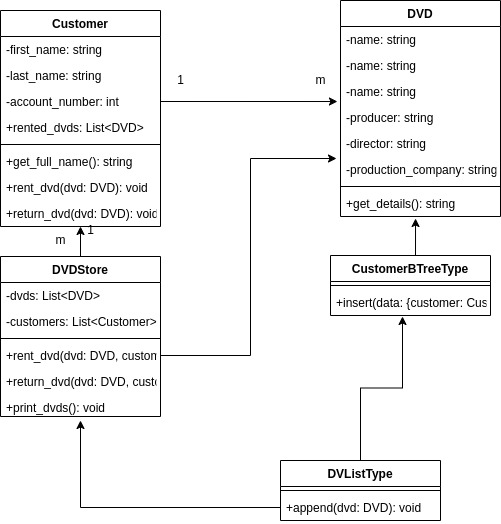 Customer
-first_name: string
-last_name: string
-account_number: int
+rented_dvds: List<DVD>
+get_full_name(): string
+rent_dvd(dvd: DVD): void
+return_dvd(dvd: DVD): void
1
m
DVD
-name: string
-name: string
-name: string
-producer: string
-director: string
-production_company: string
+get_details(): string
m
1
DVDStore
-dvds: List<DVD>
-customers: List<Customer>
+rent_dvd(dvd: DVD, custom
+return_dvd(dvd: DVD, custo
+print_dvds(): void
CustomerBTreeType
+insert(data: {customer: Cus
DVListType
+append(dvd: DVD): void